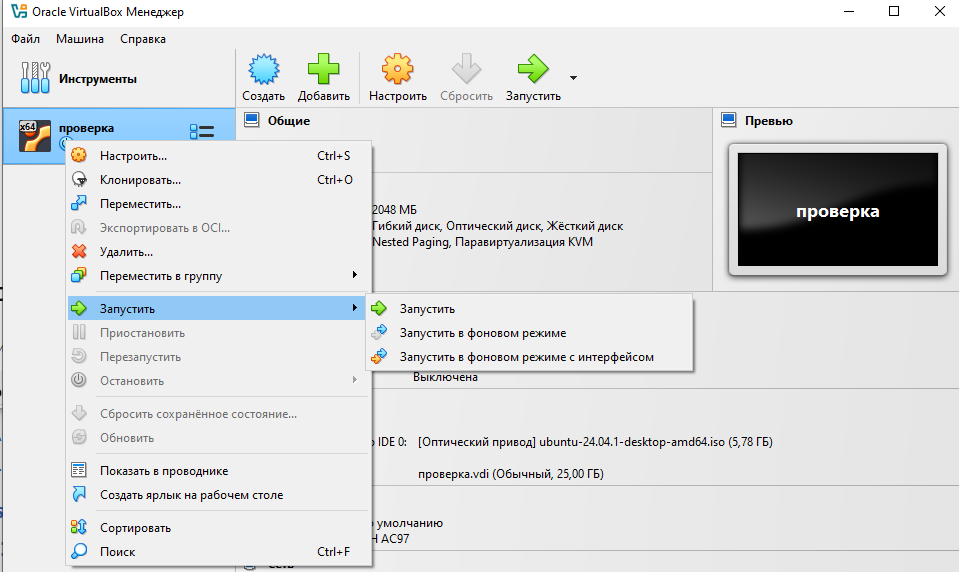 Oracle VirtualBox Менеджер
Файл Машина Справка
Инструменты
Создать Добавить Настроить Сбросить Запустить
x64
проверка
Общие
Превью
проверка
Настроить... Ctrl+S
Клонировать... Ctrl+O
Переместить...
Экспортировать в OCI...
Удалить...
Переместить в группу
Запустить
Приостановить
Перезапустить
Остановить
Сбросить сохранённое состояние...
Обновить
Показать в проводнике
Создать ярлык на рабочем столе
Сортировать
Поиск Ctrl+F
Запустить
Запустить в фоновом режиме
Запустить в фоновом режиме с интерфейсом
2048 МБ
Гибкий диск, Оптический диск, Жёсткий диск
Nested Paging, Паравиртуализация KVM
Выключена
IDE 0: [Оптический привод] ubuntu-24.04.1-desktop-amd64.iso (5,78 ГБ)
проверка.vdi (Обычный, 25,00 ГБ)
умолчанию
AC97